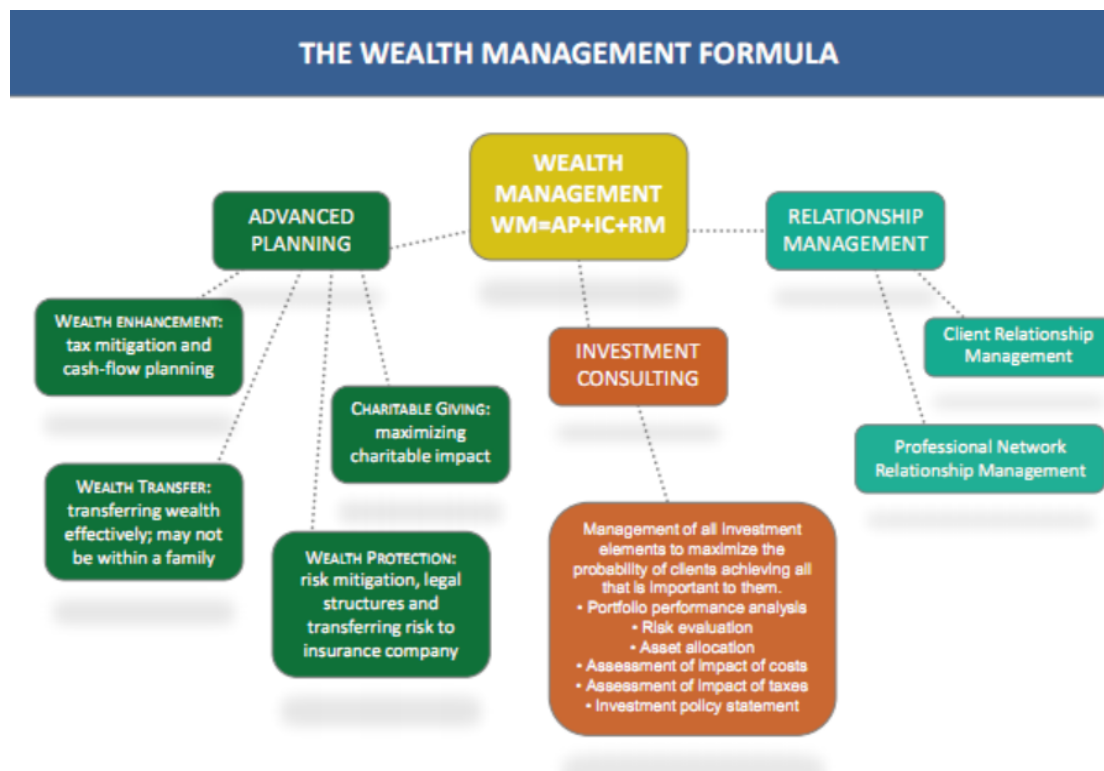 THE WEALTH MANAGEMENT FORMULA
WEALTH
MANAGEMENT
WM=AP+IC+RM
ADVANCED
PLANNING
WEALTH ENHANCEMENT:
tax mitigation and
cash-flow planning
WEALTH TRANSFER:
transferring wealth
effectively; may not
be within a family
CHARITABLE GIVING:
maximizing
charitable impact
WEALTH PROTECTION:
risk mitigation, legal
structures and
transferring risk to
insurance company
INVESTMENT
CONSULTING
Management of all Investment
elements to maximize the
probability of clients achieving all
that is important to them.
• Portfolio performance analysis
• Risk evaluation
• Asset allocation
• Assessment of impact of costs
• Assessment of impact of taxes
• Investment policy statement
RELATIONSHIP
MANAGEMENT
Client Relationship
Management
Professional Network
Relationship Management